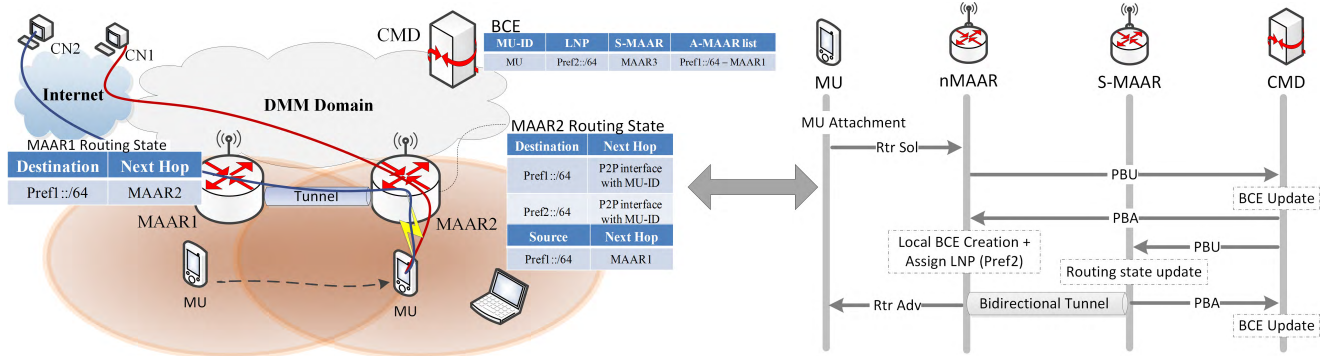 CN2
CN1
Internet
DMM Domain
CMD
BCE
MU-ID LNP S-MAAR A-MAAR list
MU Pref2::/64 MAAR3 Pref1::/64 – MAAR1
MAAR1 Routing State
Destination Next Hop
Pref1::/64 MAAR2
MAAR1
Tunnel
MAAR2
MAAR2 Routing State
Destination Next Hop
Pref1::/64 P2P interface with MU-ID
Pref2::/64 P2P interface with MU-ID
Source Next Hop
Pref1::/64 MAAR1
MU
MU
MU nMAAR S-MAAR CMD
MU Attachment
Rtr Sol
PBU
BCE Update
PBA
Local BCE Creation +
Assign LNP (Pref2)
PBU
Routing state update
Rtr Adv
Bidirectional Tunnel
PBA
BCE Update